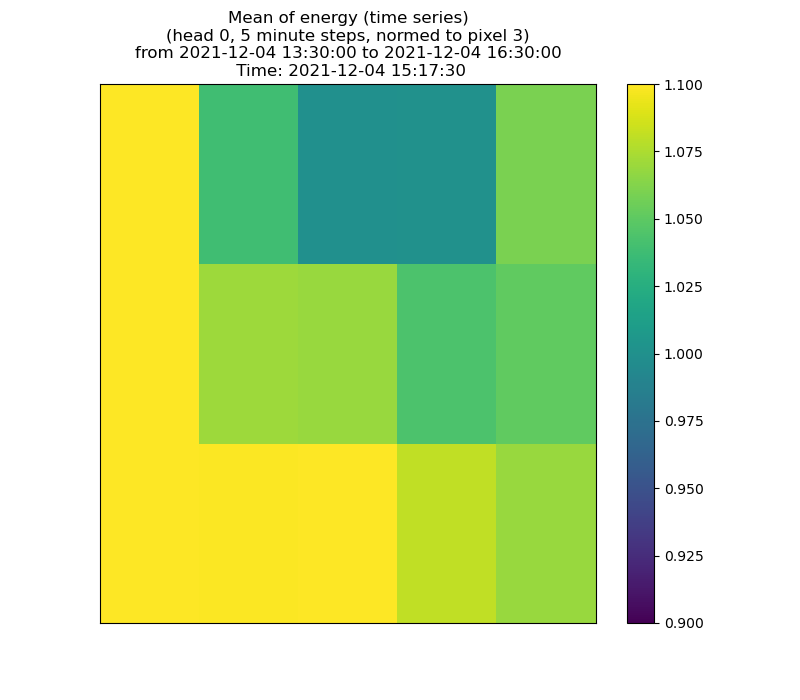 Mean of energy (time series)
(head 0, 5 minute steps, normed to pixel 3)
from 2021-12-04 13:30:00 to 2021-12-04 16:30:00
Time: 2021-12-04 15:17:30
1.100
1.075
1.050
1.025
1.000
0.975
0.950
0.925
0.900